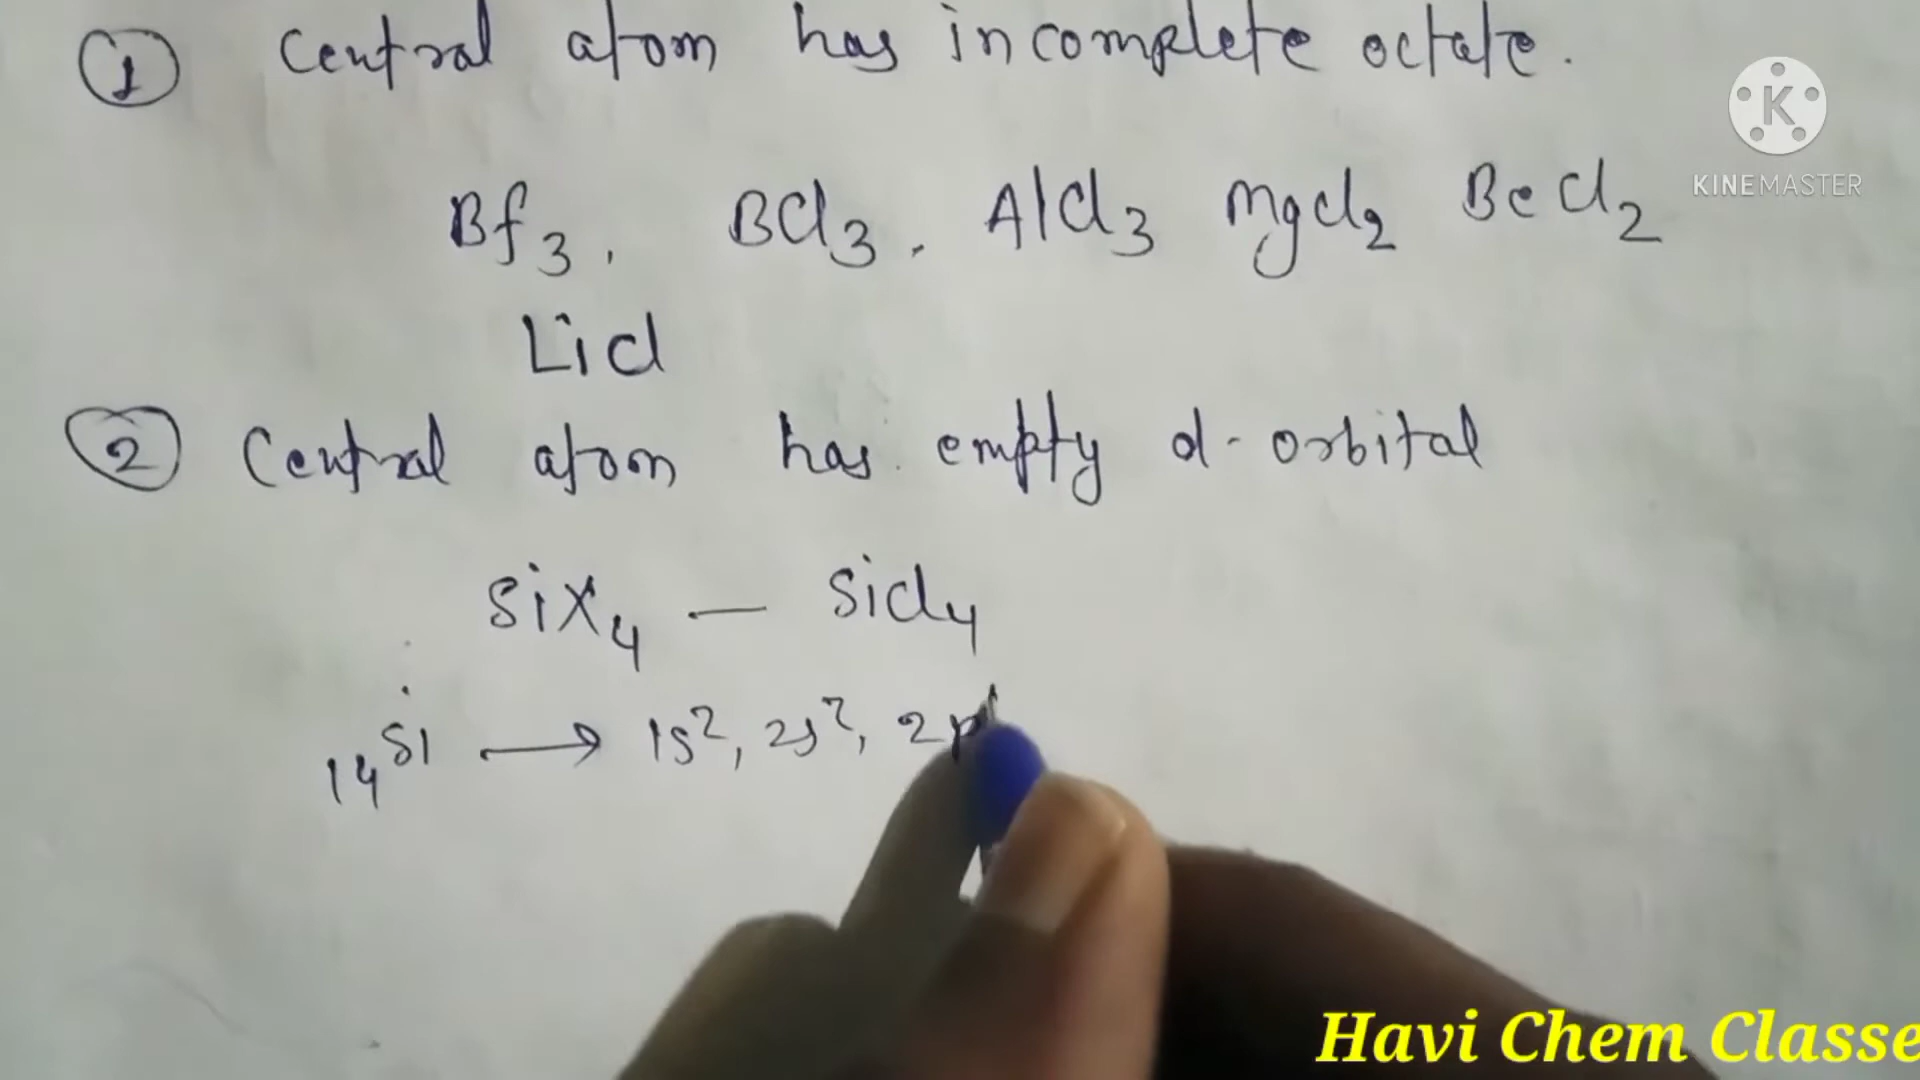 ① Central atom has incomplete octate.
K
KINEMASTER
Bf₃, BCl₃, AlCl₃ Mgcl₂ BeCl₂
Licl
② Central atom has empty d-orbital
SiX₄ — Sicl₄
₁₄Si → 1s², 2s², 2p
Havi Chem Classe